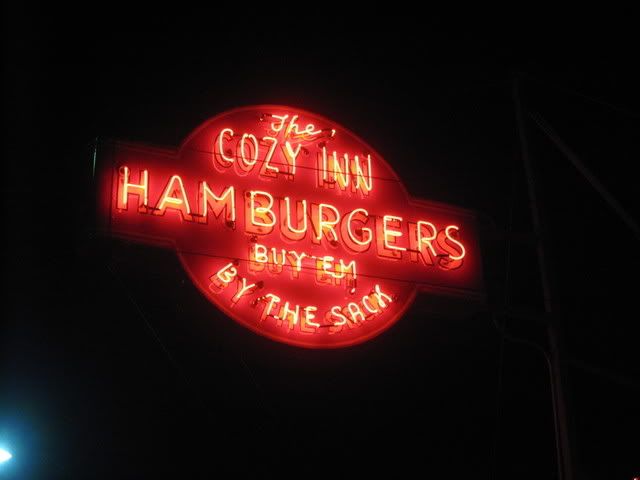 The
COZY INN
HAMBURGERS
BUY 'EM
BY THE SACK